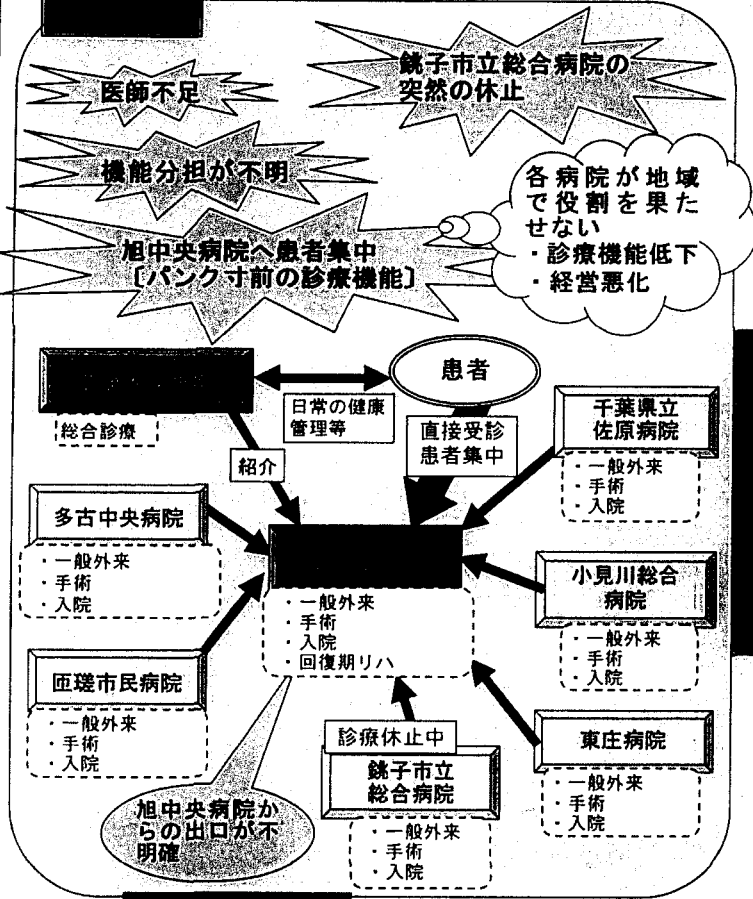 医師不足
銚子市立総合病院の
突然の休止
機能分担が不明
旭中央病院へ患者集中
〔パンク寸前の診療機能〕
各病院が地域
で役割を果た
せない
・診療機能低下
・経営悪化
患者
日常の健康
管理等
総合診療
紹介
直接受診
患者集中
千葉県立
佐原病院
・一般外来
・手術
・入院
多古中央病院
・一般外来
・手術
・入院
・一般外来
・手術
・入院
・回復期リハ
小見川総合
病院
・一般外来
・手術
・入院
匝瑳市民病院
・一般外来
・手術
・入院
東庄病院
・一般外来
・手術
・入院
診療休止中
銚子市立
総合病院
・一般外来
・手術
・入院
旭中央病院か
らの出口が不
明確